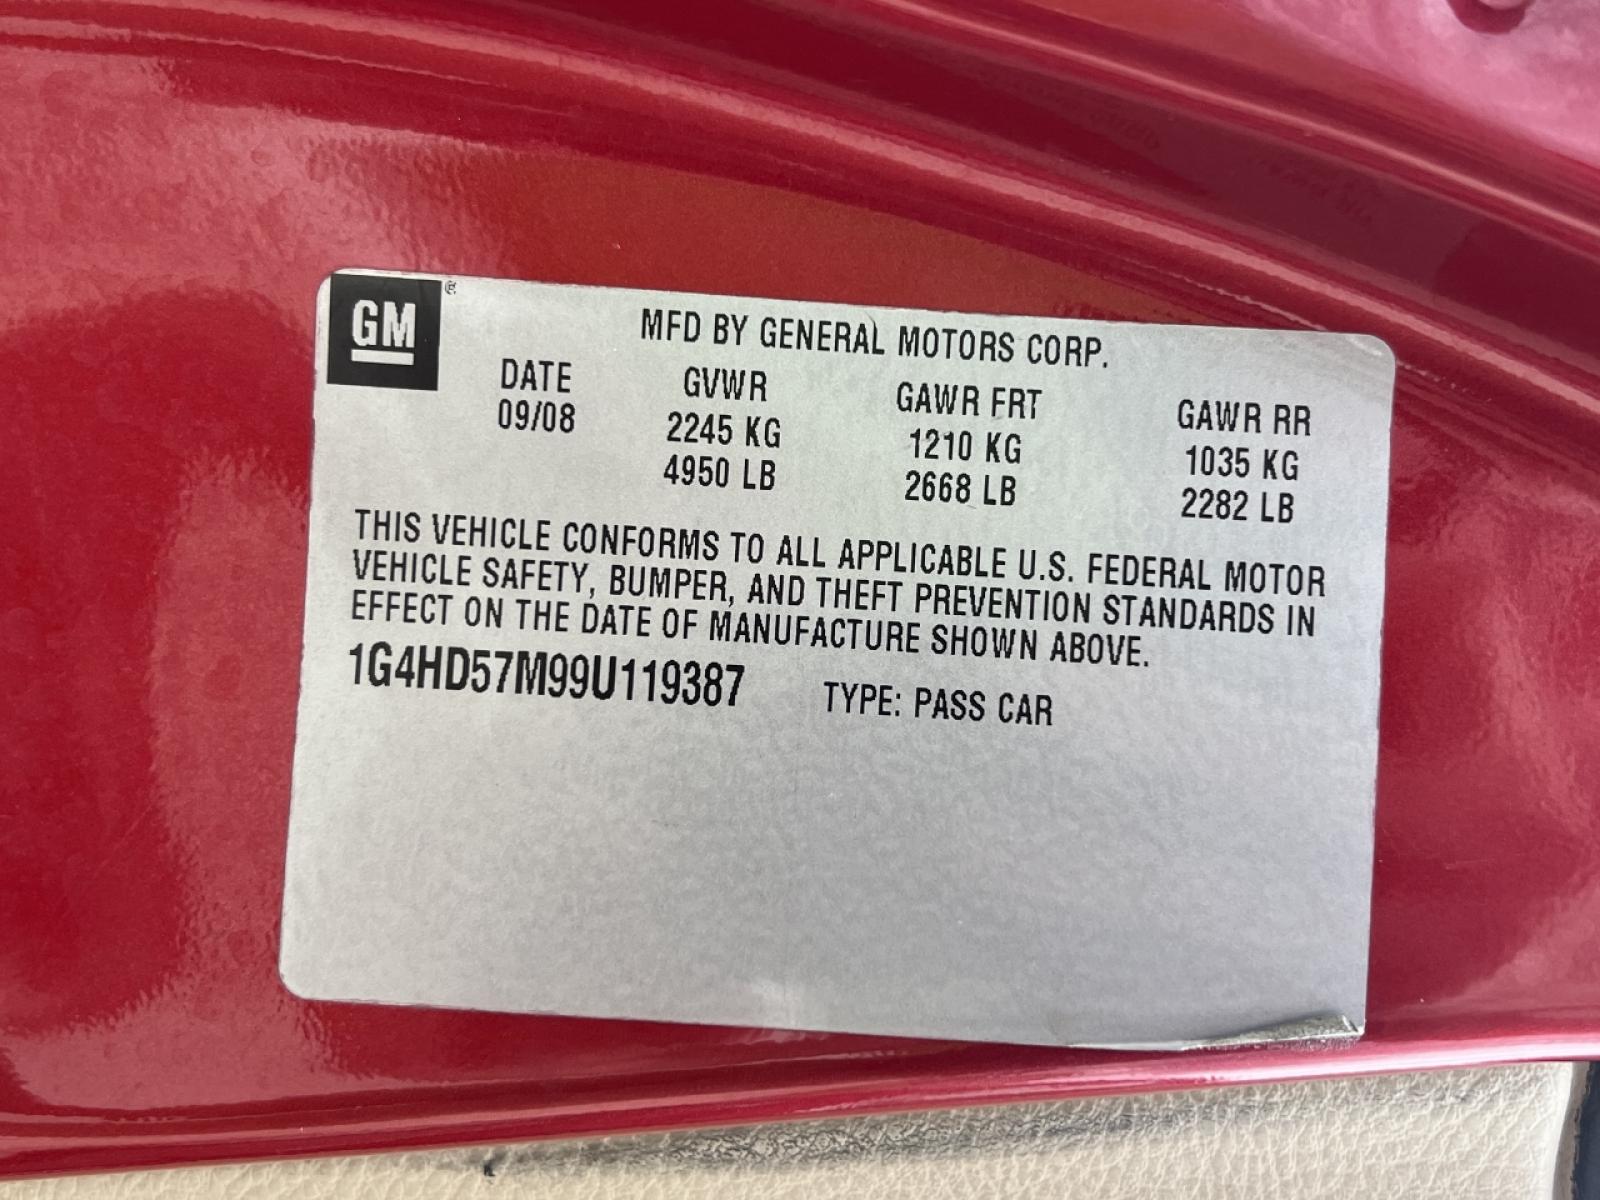 GM ®
MFD BY GENERAL MOTORS CORP.
DATE GVWR GAWR FRT GAWR RR
09/08 2245 KG 1210 KG 1035 KG
4950 LB 2668 LB 2282 LB
THIS VEHICLE CONFORMS TO ALL APPLICABLE U.S. FEDERAL MOTOR
VEHICLE SAFETY, BUMPER, AND THEFT PREVENTION STANDARDS IN
EFFECT ON THE DATE OF MANUFACTURE SHOWN ABOVE.
1G4HD57M99U119387 TYPE: PASS CAR